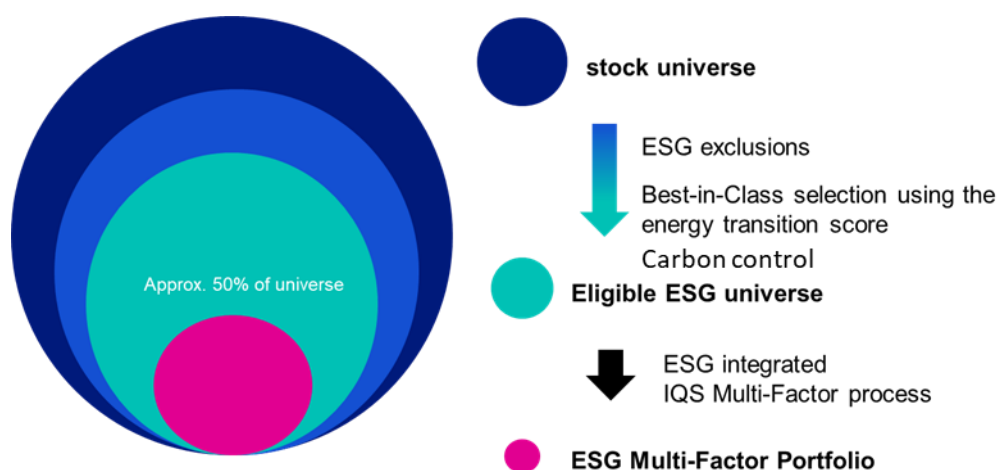 stock universe
ESG exclusions
Best-in-Class selection using the
energy transition score
Carbon control
Approx. 50% of universe
Eligible ESG universe
ESG integrated
IQS Multi-Factor process
ESG Multi-Factor Portfolio